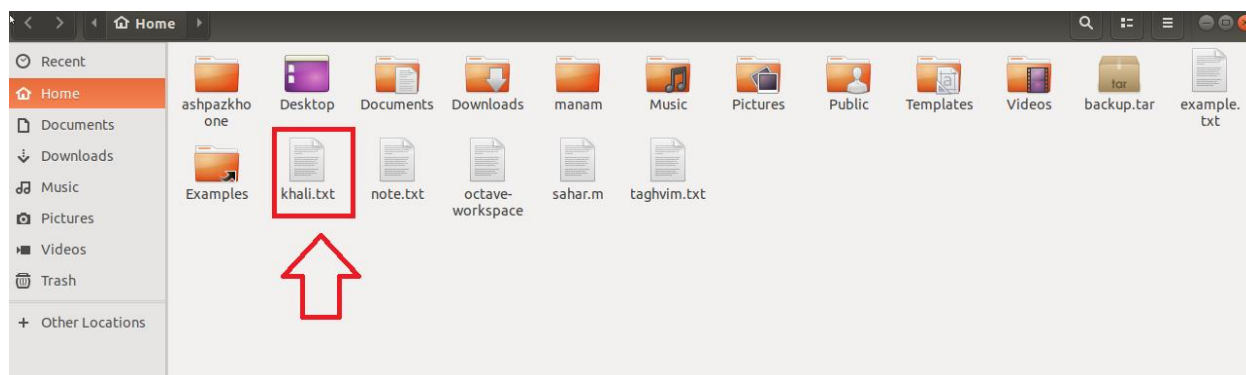 Home
Recent
Home
Documents
Downloads
Music
Pictures
Videos
Trash
+ Other Locations
ashpazkho
one
Desktop
Documents
Downloads
manam
Music
Pictures
Public
Templates
Videos
tar
backup.tar
example.
txt
Examples
khali.txt
note.txt
octave-
workspace
sahar.m
taghvim.txt